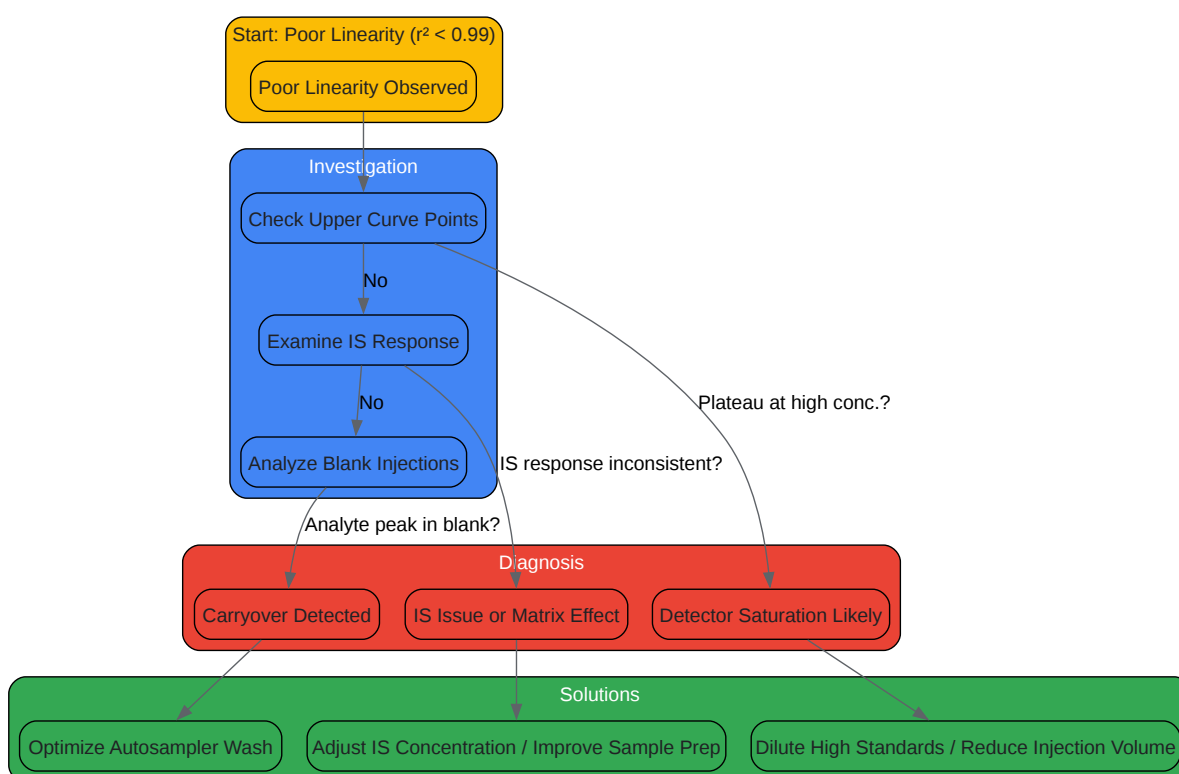 Start: Poor Linearity (r² < 0.99)
Poor Linearity Observed
Investigation
Check Upper Curve Points
No
Examine IS Response
No
Plateau at high conc.?
Analyze Blank Injections
IS response inconsistent?
Analyte peak in blank?
Diagnosis
Carryover Detected
IS Issue or Matrix Effect
Detector Saturation Likely
Solutions
Optimize Autosampler Wash
Adjust IS Concentration / Improve Sample Prep
Dilute High Standards / Reduce Injection Volume